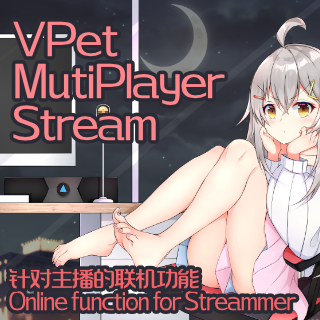 VPet
MutiPlayer
Stream
针对主播的联机功能
Online function for Streammer